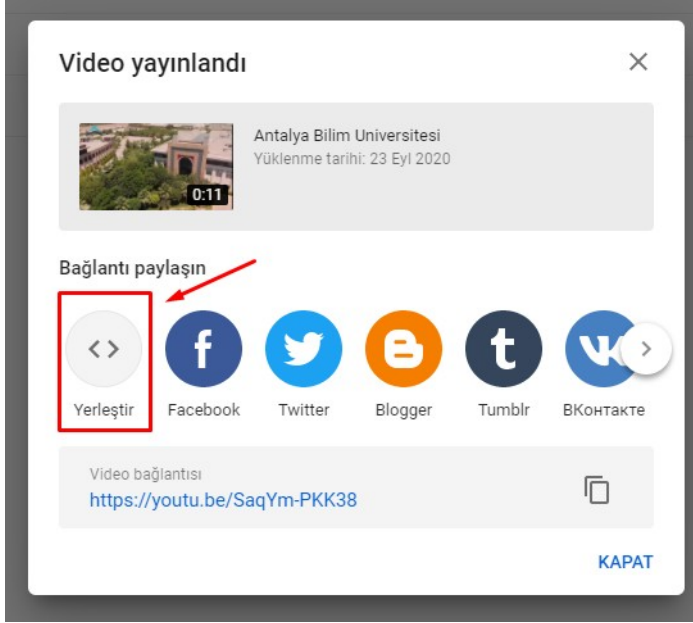 Video yayınlandı
Antalya Bilim Universitesi
Yüklenme tarihi: 23 Eyl 2020
0:11
Bağlantı paylaşın
Yerleştir Facebook Twitter Blogger Tumblr ВКонтакте
Video bağlantısı
https://youtu.be/SaqYm-PKK38
KAPAT